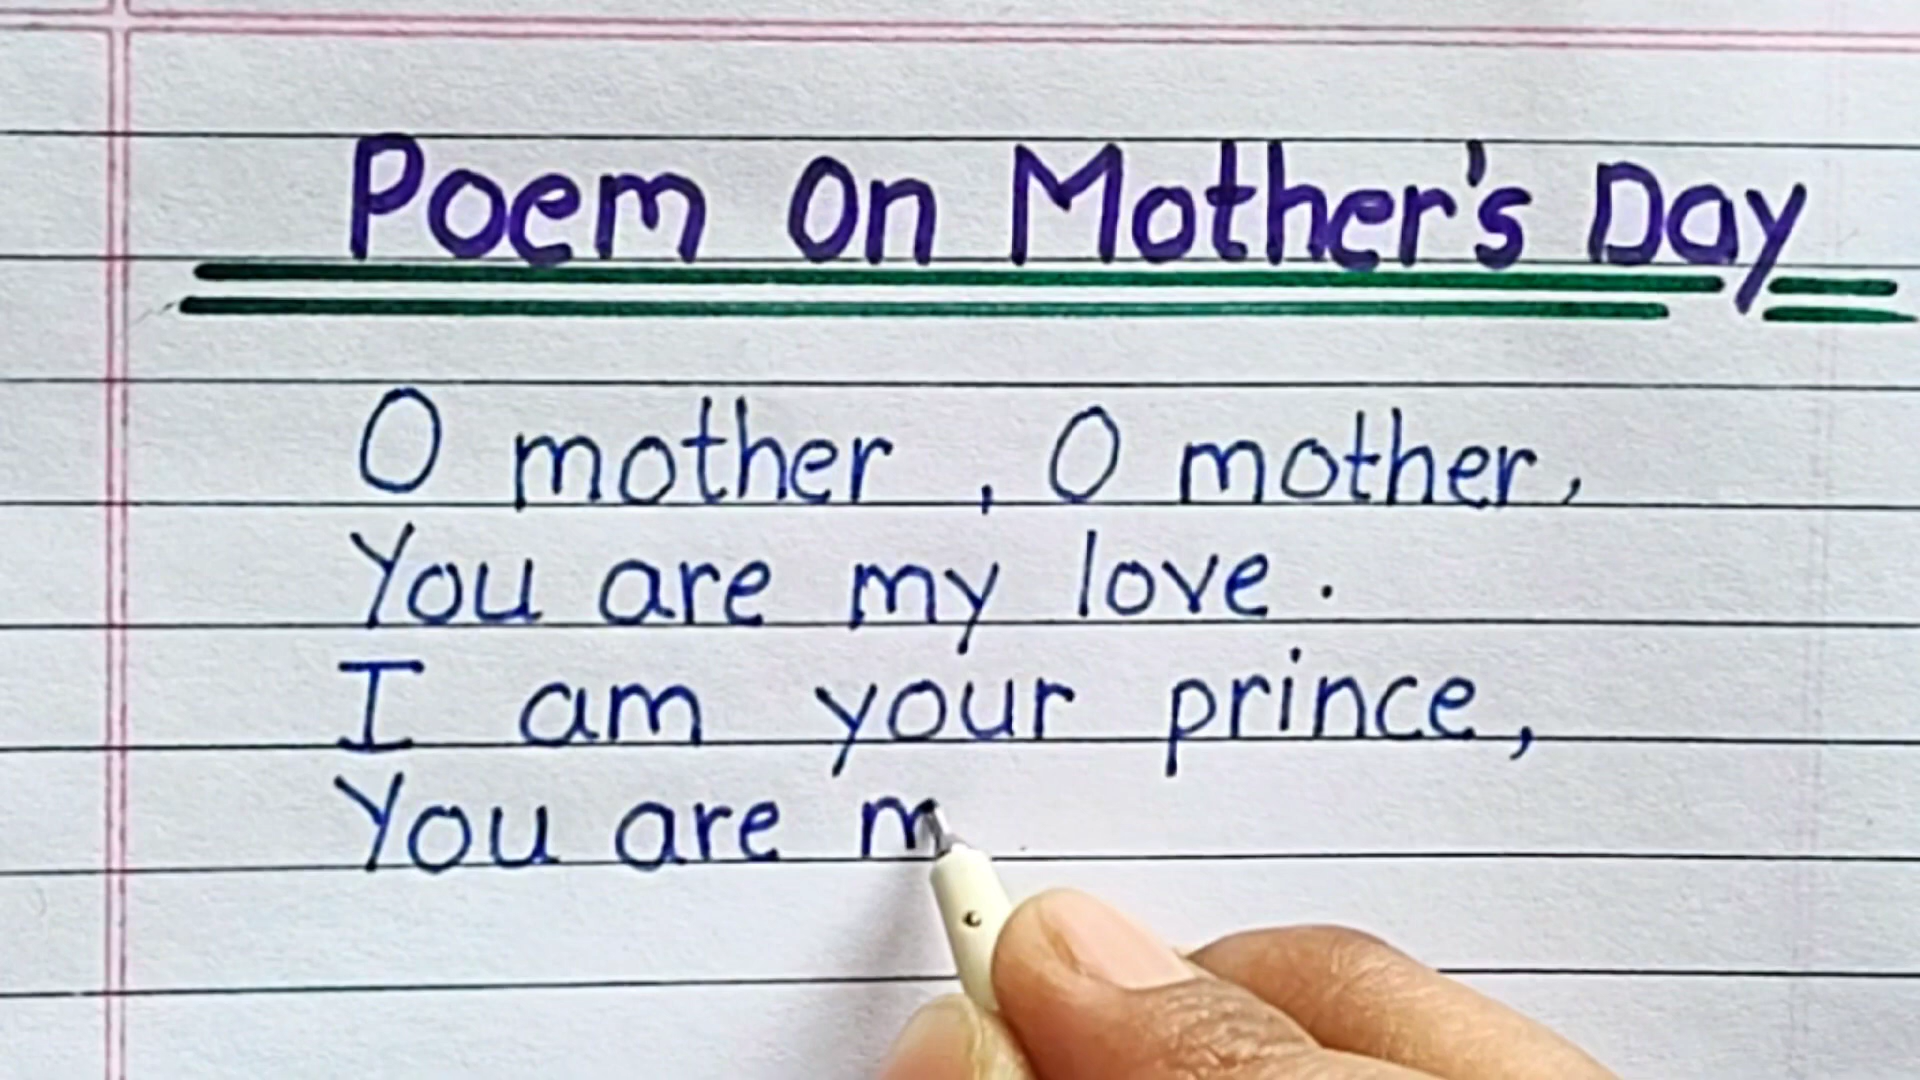 Poem On Mother's Day
O mother, O mother,
You are my love.
I am your prince,
You are m